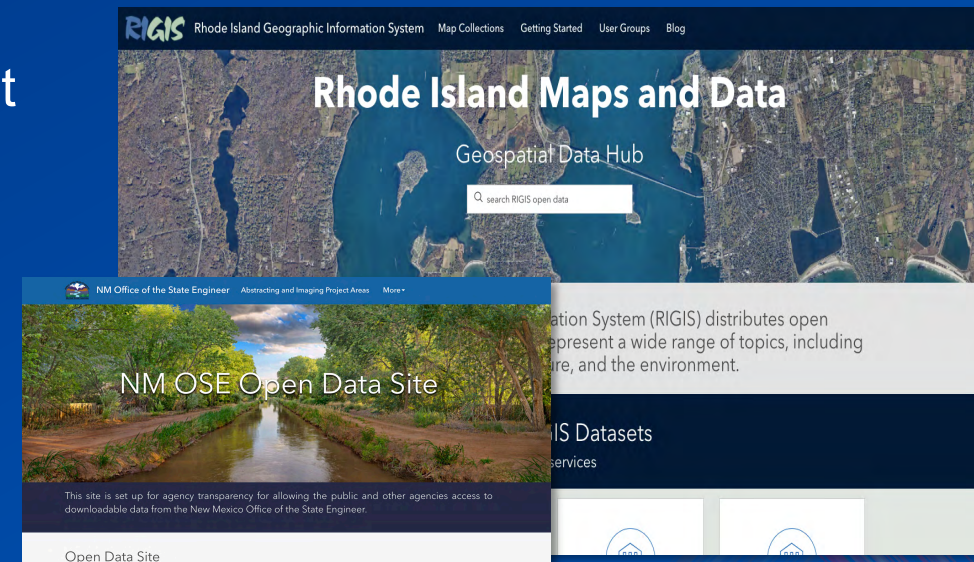 t
RIGIS Rhode Island Geographic Information System Map Collections Getting Started User Groups Blog
Rhode Island Maps and Data
Geospatial Data Hub
search RIGIS open data
NM Office of the State Engineer Abstracting and Imaging Project Areas More
NM OSE Open Data Site
This site is set up for agency transparency for allowing the public and other agencies access to
downloadable data from the New Mexico Office of the State Engineer.
Open Data Site
ation System (RIGIS) distributes open
epresent a wide range of topics, including
ure, and the environment.
IS Datasets
services